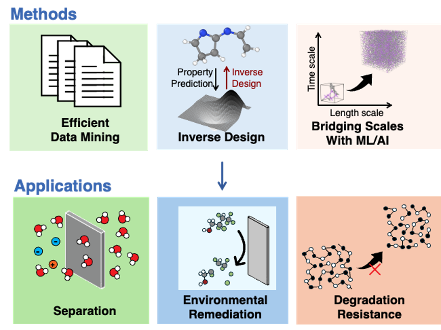 Methods
Efficient
Data Mining
Property
Prediction
Inverse
Design
Inverse Design
Time scale
Length scale
Bridging Scales
With ML/AI
Applications
Separation
Environmental
Remediation
Degradation
Resistance